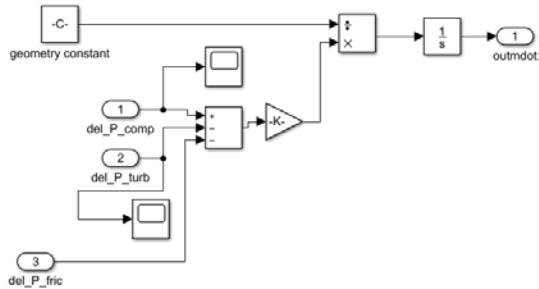 -C-
geometry constant
÷
×
1
s
1
outmdot
1
del_P_comp
+
−
−
-K-
2
del_P_turb
3
del_P_fric